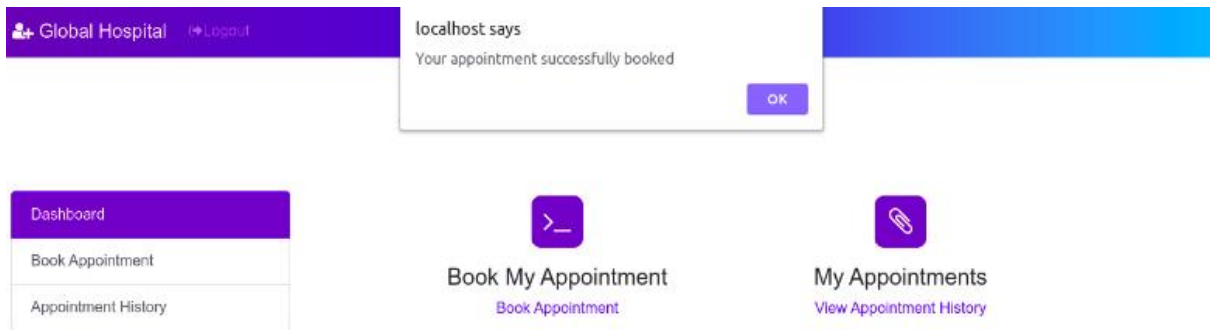 Global Hospital Logout
localhost says
Your appointment successfully booked
OK
Dashboard
Book Appointment
Appointment History
Book My Appointment
Book Appointment
My Appointments
View Appointment History